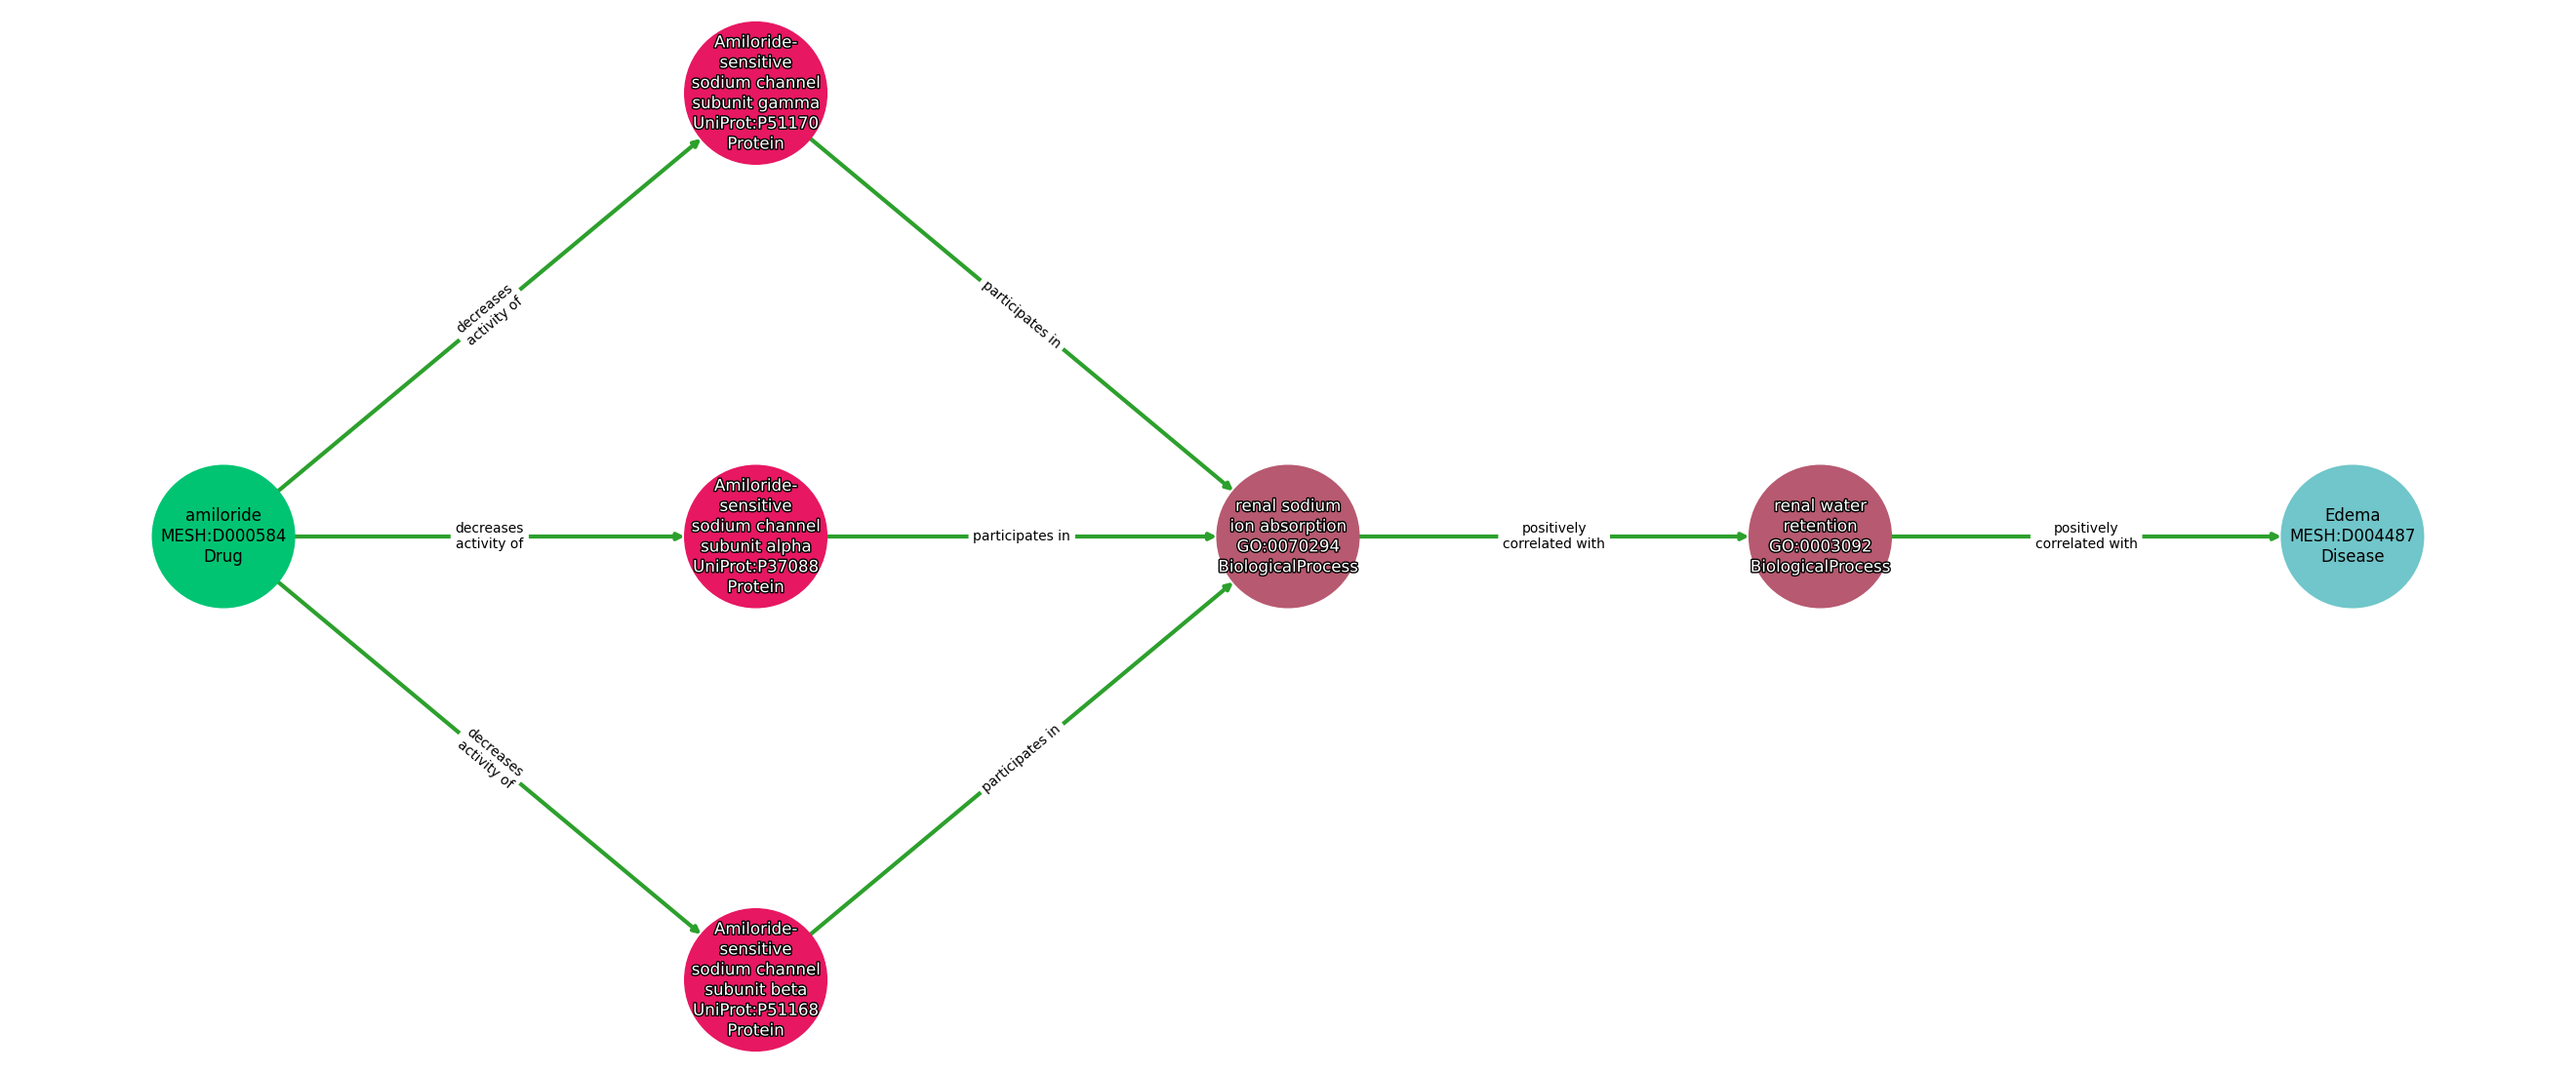 Amiloride-
sensitive
sodium channel
subunit gamma
UniProt:P51170
Protein
decreases
activity of
participates in
amiloride
MESH:D000584
Drug
decreases
activity of
Amiloride-
sensitive
sodium channel
subunit alpha
UniProt:P37088
Protein
participates in
renal sodium
ion absorption
GO:0070294
BiologicalProcess
positively
correlated with
renal water
retention
GO:0003092
BiologicalProcess
positively
correlated with
Edema
MESH:D004487
Disease
decreases
activity of
participates in
Amiloride-
sensitive
sodium channel
subunit beta
UniProt:P51168
Protein